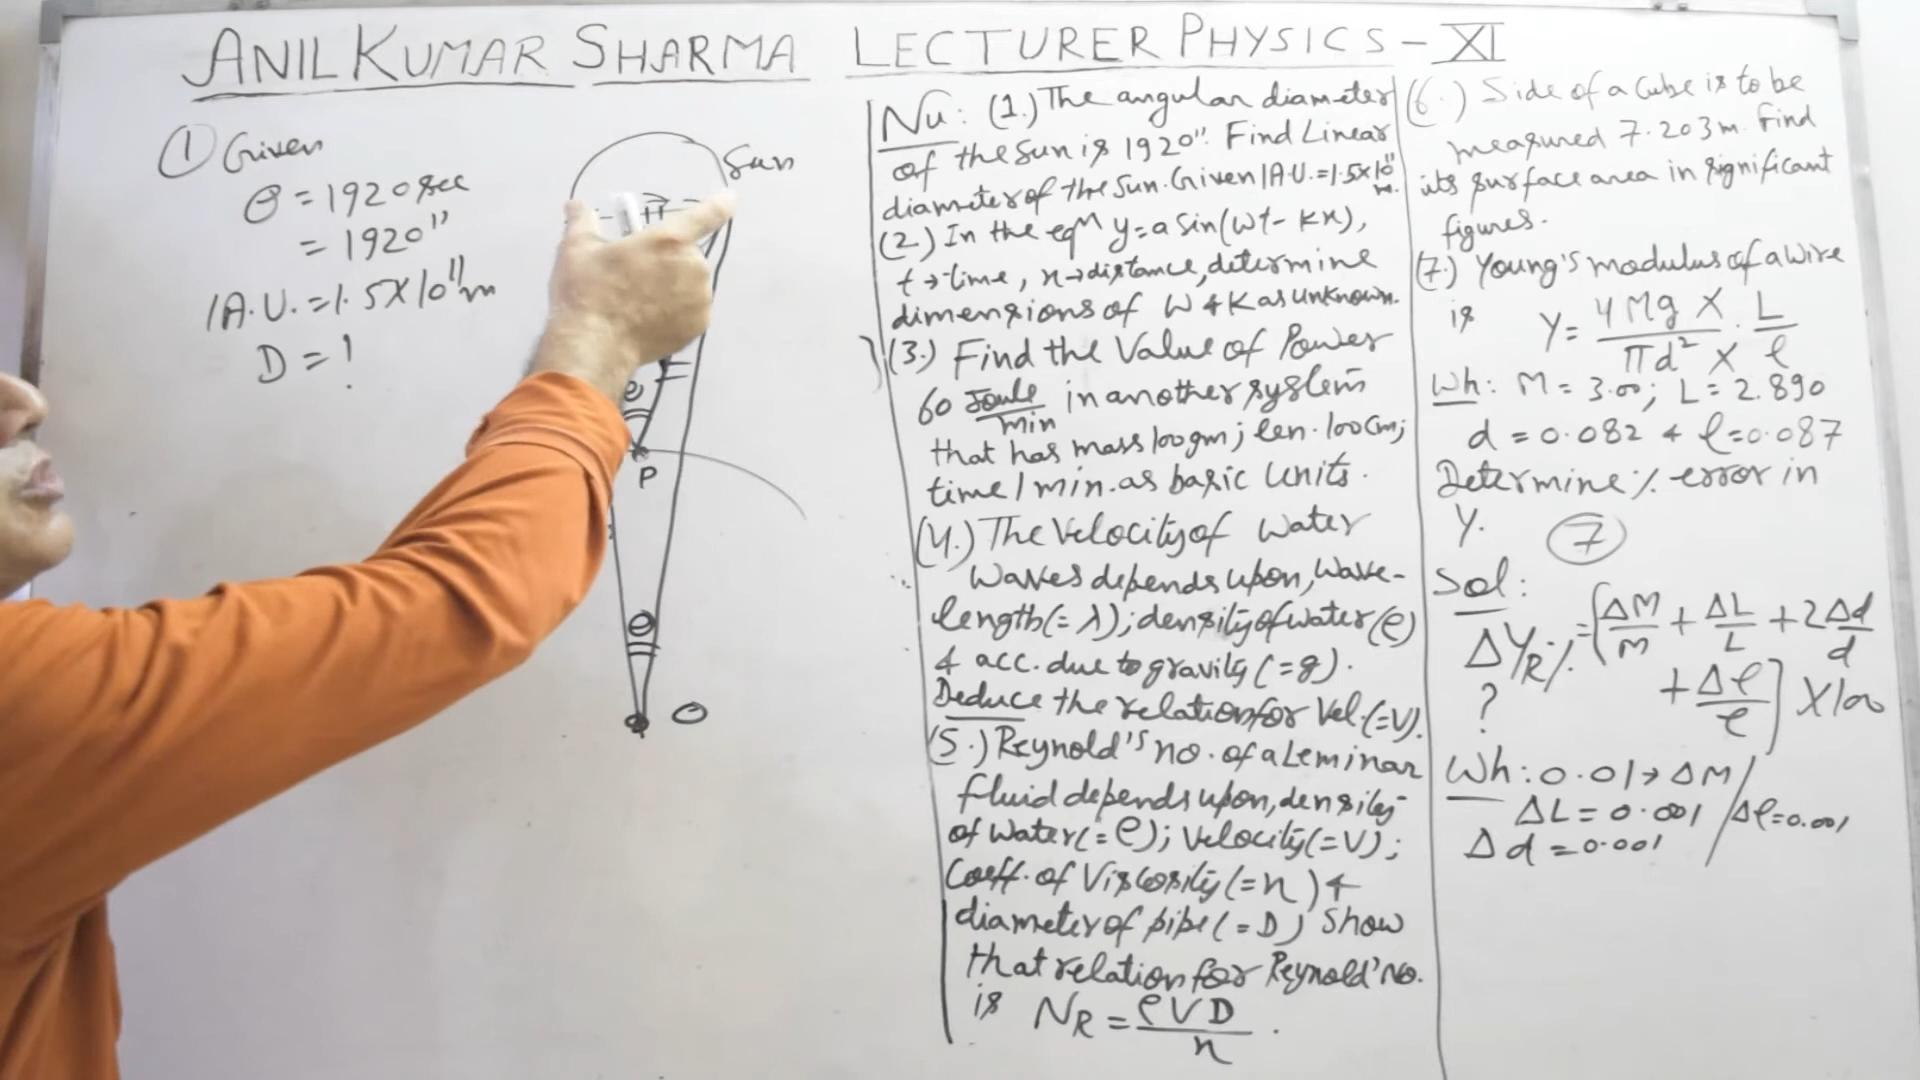 ANIL KUMAR SHARMA LECTURER PHYSICS - XI
① Given
θ = 1920 sec
= 1920"
1A.U. = 1.5X10¹¹m
D = ?
Sun
θ
P
θ
O
Nu: (1.) The angular diameter
of the Sun is 1920". Find Linear
diameter of the Sun. Given 1A.U. = 1.5x10¹¹ m.
(2.) In the eqⁿ y = a sin(ωt - kx),
t → time, x → distance, determine
dimensions of ω & K as unknown.
(3.) Find the Value of Power
60 Joule/min in another system
that has mass 100gm; len. 100cm;
time 1 min. as basic units.
(4.) The Velocity of Water
Waves depends upon, Wave-
length (= λ); density of water (ρ)
& acc. due to gravity (= g).
Deduce the relation for Vel. (= V).
(5.) Reynold's no. of a Leminar
fluid depends upon, density
of water (= ρ); Velocity (= V);
Coeff. of Viscosity (= η) &
diameter of pipe (= D) Show
that relation for Reynold' No.
is N_R = ρVD/η .
(6.) Side of a Cube is to be
measured 7.203m. Find
its surface area in significant
figures.
(7.) Young's modulus of a wire
is Y = 4Mg X/πd² X . L/ℓ
Wh: M = 3.00; L = 2.890
d = 0.082 & ℓ = 0.087
Determine % error in
Y. ⑦
Sol:
ΔY_R % = [ΔM/M + ΔL/L + 2Δd/d
? + Δℓ/ℓ] X100
Wh: 0.01 → ΔM /
ΔL = 0.001 / Δℓ = 0.001
Δd = 0.001